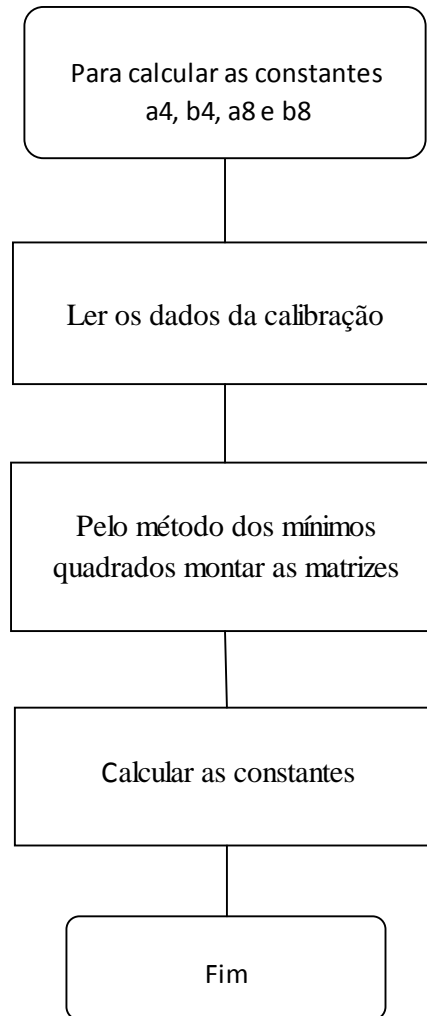 Para calcular as constantes
a4, b4, a8 e b8
Ler os dados da calibração
Pelo método dos mínimos
quadrados montar as matrizes
Calcular as constantes
Fim